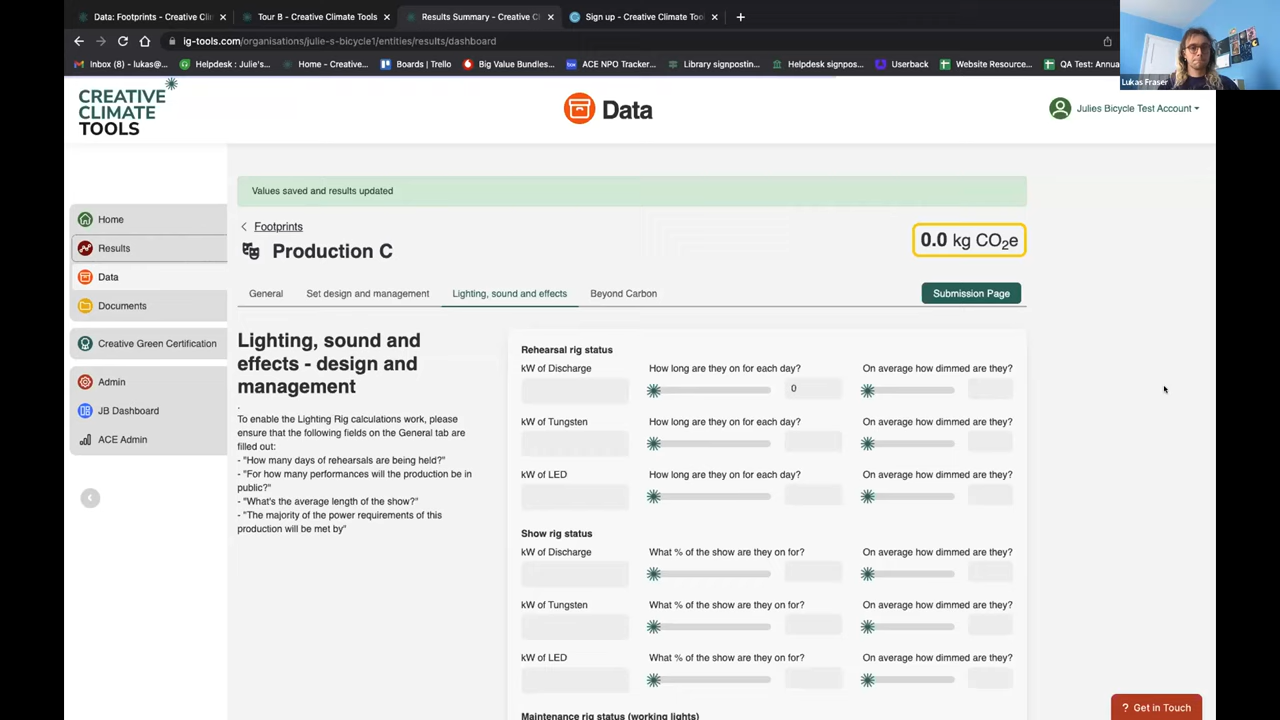 Data: Footprints - Creative Cli
Tour B - Creative Climate Tools
Results Summary - Creative C
Sign up - Creative Climate Too
ig-tools.com/organisations/julie-s-bicycle1/entities/results/dashboard
Inbox (8) - lukas@...
Helpdesk : Julie's...
Home - Creative...
Boards | Trello
Big Value Bundles...
ACE NPO Tracker...
Library signpostin...
Helpdesk signpos...
Userback
Website Resource...
QA Test: Annua
Lukas Fraser
CREATIVE
CLIMATE
TOOLS
Data
Julies Bicycle Test Account
Home
Results
Data
Documents
Creative Green Certification
Admin
JB Dashboard
ACE Admin
Values saved and results updated
Footprints
Production C
0.0 kg CO2e
General
Set design and management
Lighting, sound and effects
Beyond Carbon
Submission Page
Lighting, sound and
effects - design and
management
.
To enable the Lighting Rig calculations work, please
ensure that the following fields on the General tab are
filled out:
- "How many days of rehearsals are being held?"
- "For how many performances will the production be in
public?"
- "What's the average length of the show?"
- "The majority of the power requirements of this
production will be met by"
Rehearsal rig status
kW of Discharge How long are they on for each day? On average how dimmed are they?
0
kW of Tungsten How long are they on for each day? On average how dimmed are they?
kW of LED How long are they on for each day? On average how dimmed are they?
Show rig status
kW of Discharge What % of the show are they on for? On average how dimmed are they?
kW of Tungsten What % of the show are they on for? On average how dimmed are they?
kW of LED What % of the show are they on for? On average how dimmed are they?
Maintenance rig status (working lights)
? Get in Touch